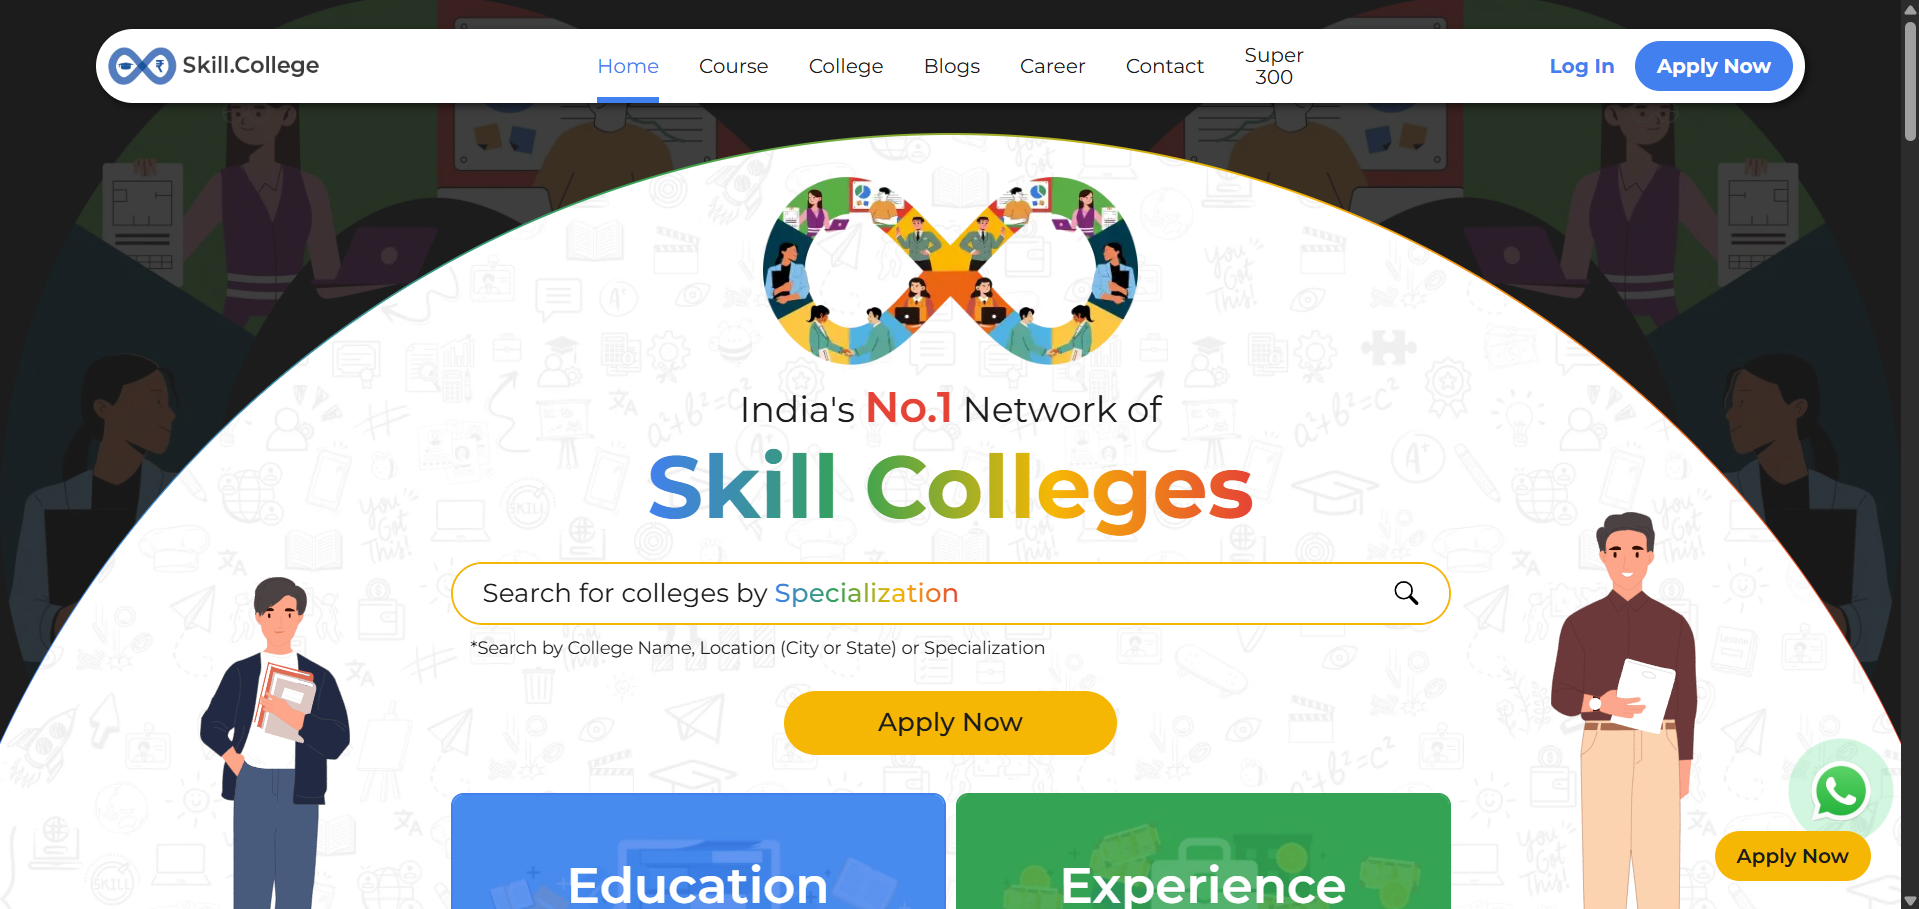 Skill.College
Home
Course
College
Blogs
Career
Contact
Super
300
Log In
Apply Now
India's No.1 Network of
Skill Colleges
Search for colleges by Specialization
*Search by College Name, Location (City or State) or Specialization
Apply Now
Education
Experience
Apply Now